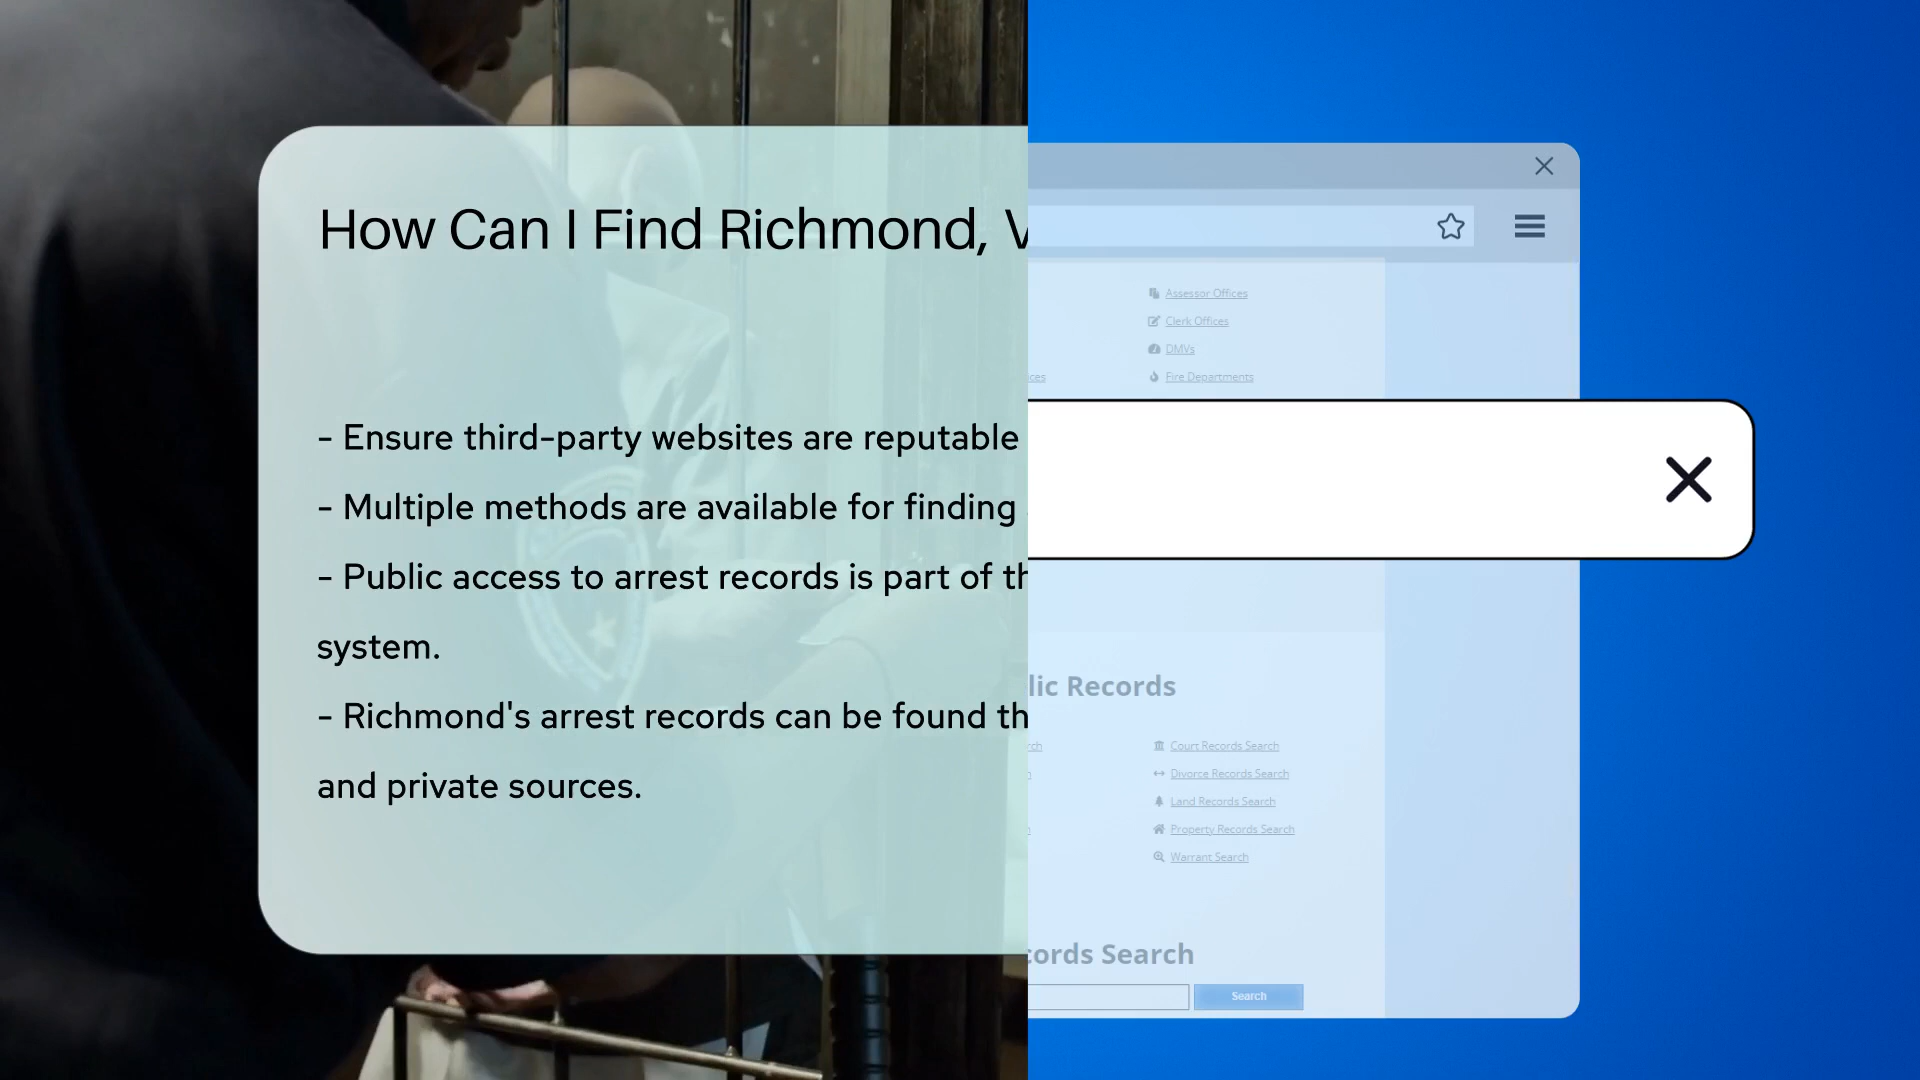 How Can I Find Richmond, V
- Ensure third-party websites are reputable
- Multiple methods are available for finding
- Public access to arrest records is part of th
system.
- Richmond's arrest records can be found th
and private sources.
Assessor Offices
Clerk Offices
DMVs
ices
Fire Departments
lic Records
rch
Court Records Search
Divorce Records Search
Land Records Search
Property Records Search
Warrant Search
cords Search
Search